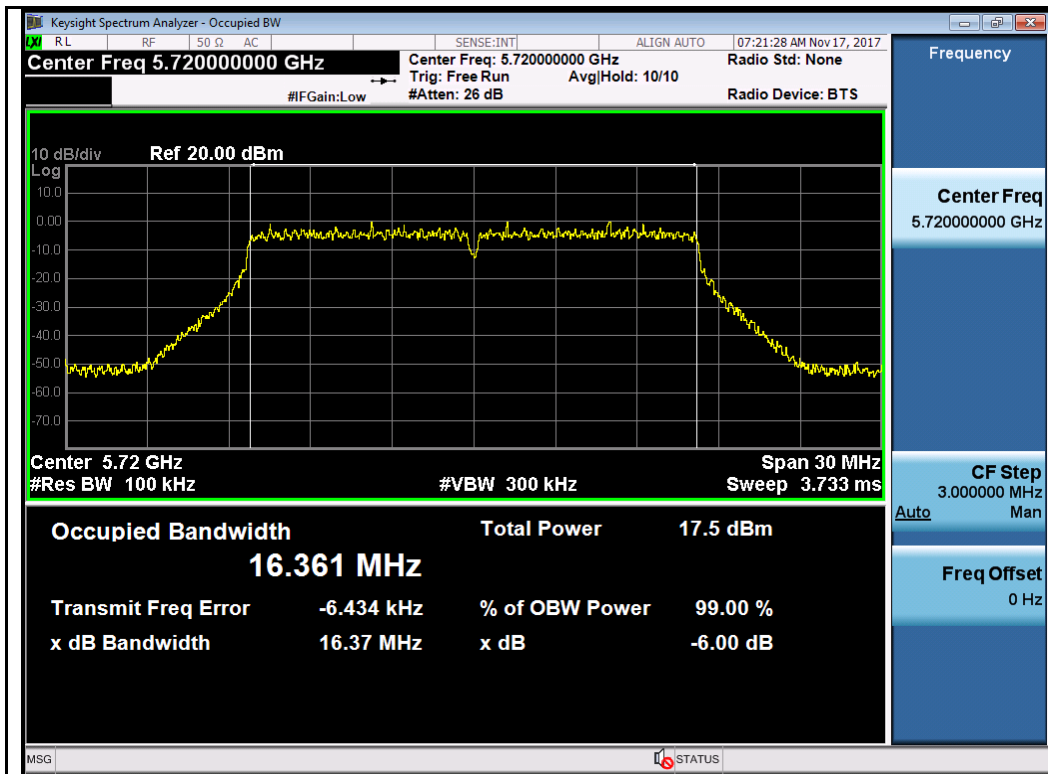 Keysight Spectrum Analyzer - Occupied BW
LXI RL RF 50 Ω AC SENSE:INT ALIGN AUTO 07:21:28 AM Nov 17, 2017
Center Freq 5.720000000 GHz
Center Freq: 5.720000000 GHz Radio Std: None
Trig: Free Run Avg|Hold: 10/10
#IFGain:Low #Atten: 26 dB Radio Device: BTS
Frequency
10 dB/div Ref 20.00 dBm
Log
10.0
0.00
-10.0
-20.0
-30.0
-40.0
-50.0
-60.0
-70.0
Center 5.72 GHz Span 30 MHz
#Res BW 100 kHz #VBW 300 kHz Sweep 3.733 ms
Center Freq
5.720000000 GHz
CF Step
3.000000 MHz
Auto Man
Freq Offset
0 Hz
Occupied Bandwidth Total Power 17.5 dBm
16.361 MHz
Transmit Freq Error -6.434 kHz % of OBW Power 99.00 %
x dB Bandwidth 16.37 MHz x dB -6.00 dB
MSG STATUS